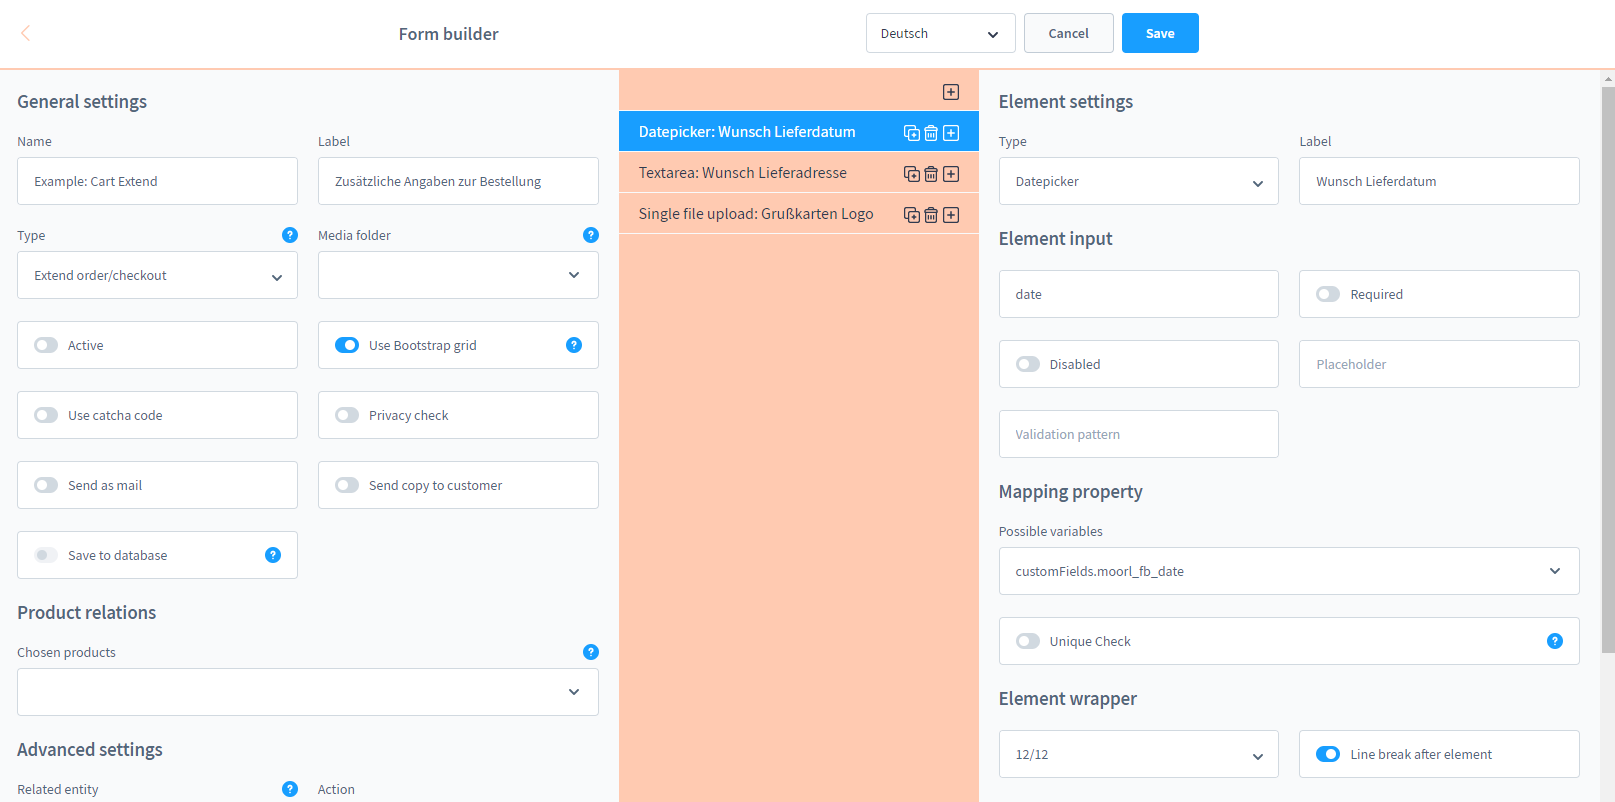 Form builder
Deutsch
Cancel
Save
General settings
Name
Label
Example: Cart Extend
Zusätzliche Angaben zur Bestellung
Type
?
Media folder
?
Extend order/checkout
Active
Use Bootstrap grid
?
Use catcha code
Privacy check
Send as mail
Send copy to customer
Save to database
?
Product relations
Chosen products
?
Advanced settings
Related entity
?
Action
Datepicker: Wunsch Lieferdatum
Textarea: Wunsch Lieferadresse
Single file upload: Grußkarten Logo
Element settings
Type
Label
Datepicker
Wunsch Lieferdatum
Element input
date
Required
Disabled
Placeholder
Validation pattern
Mapping property
Possible variables
customFields.moorl_fb_date
Unique Check
?
Element wrapper
12/12
Line break after element